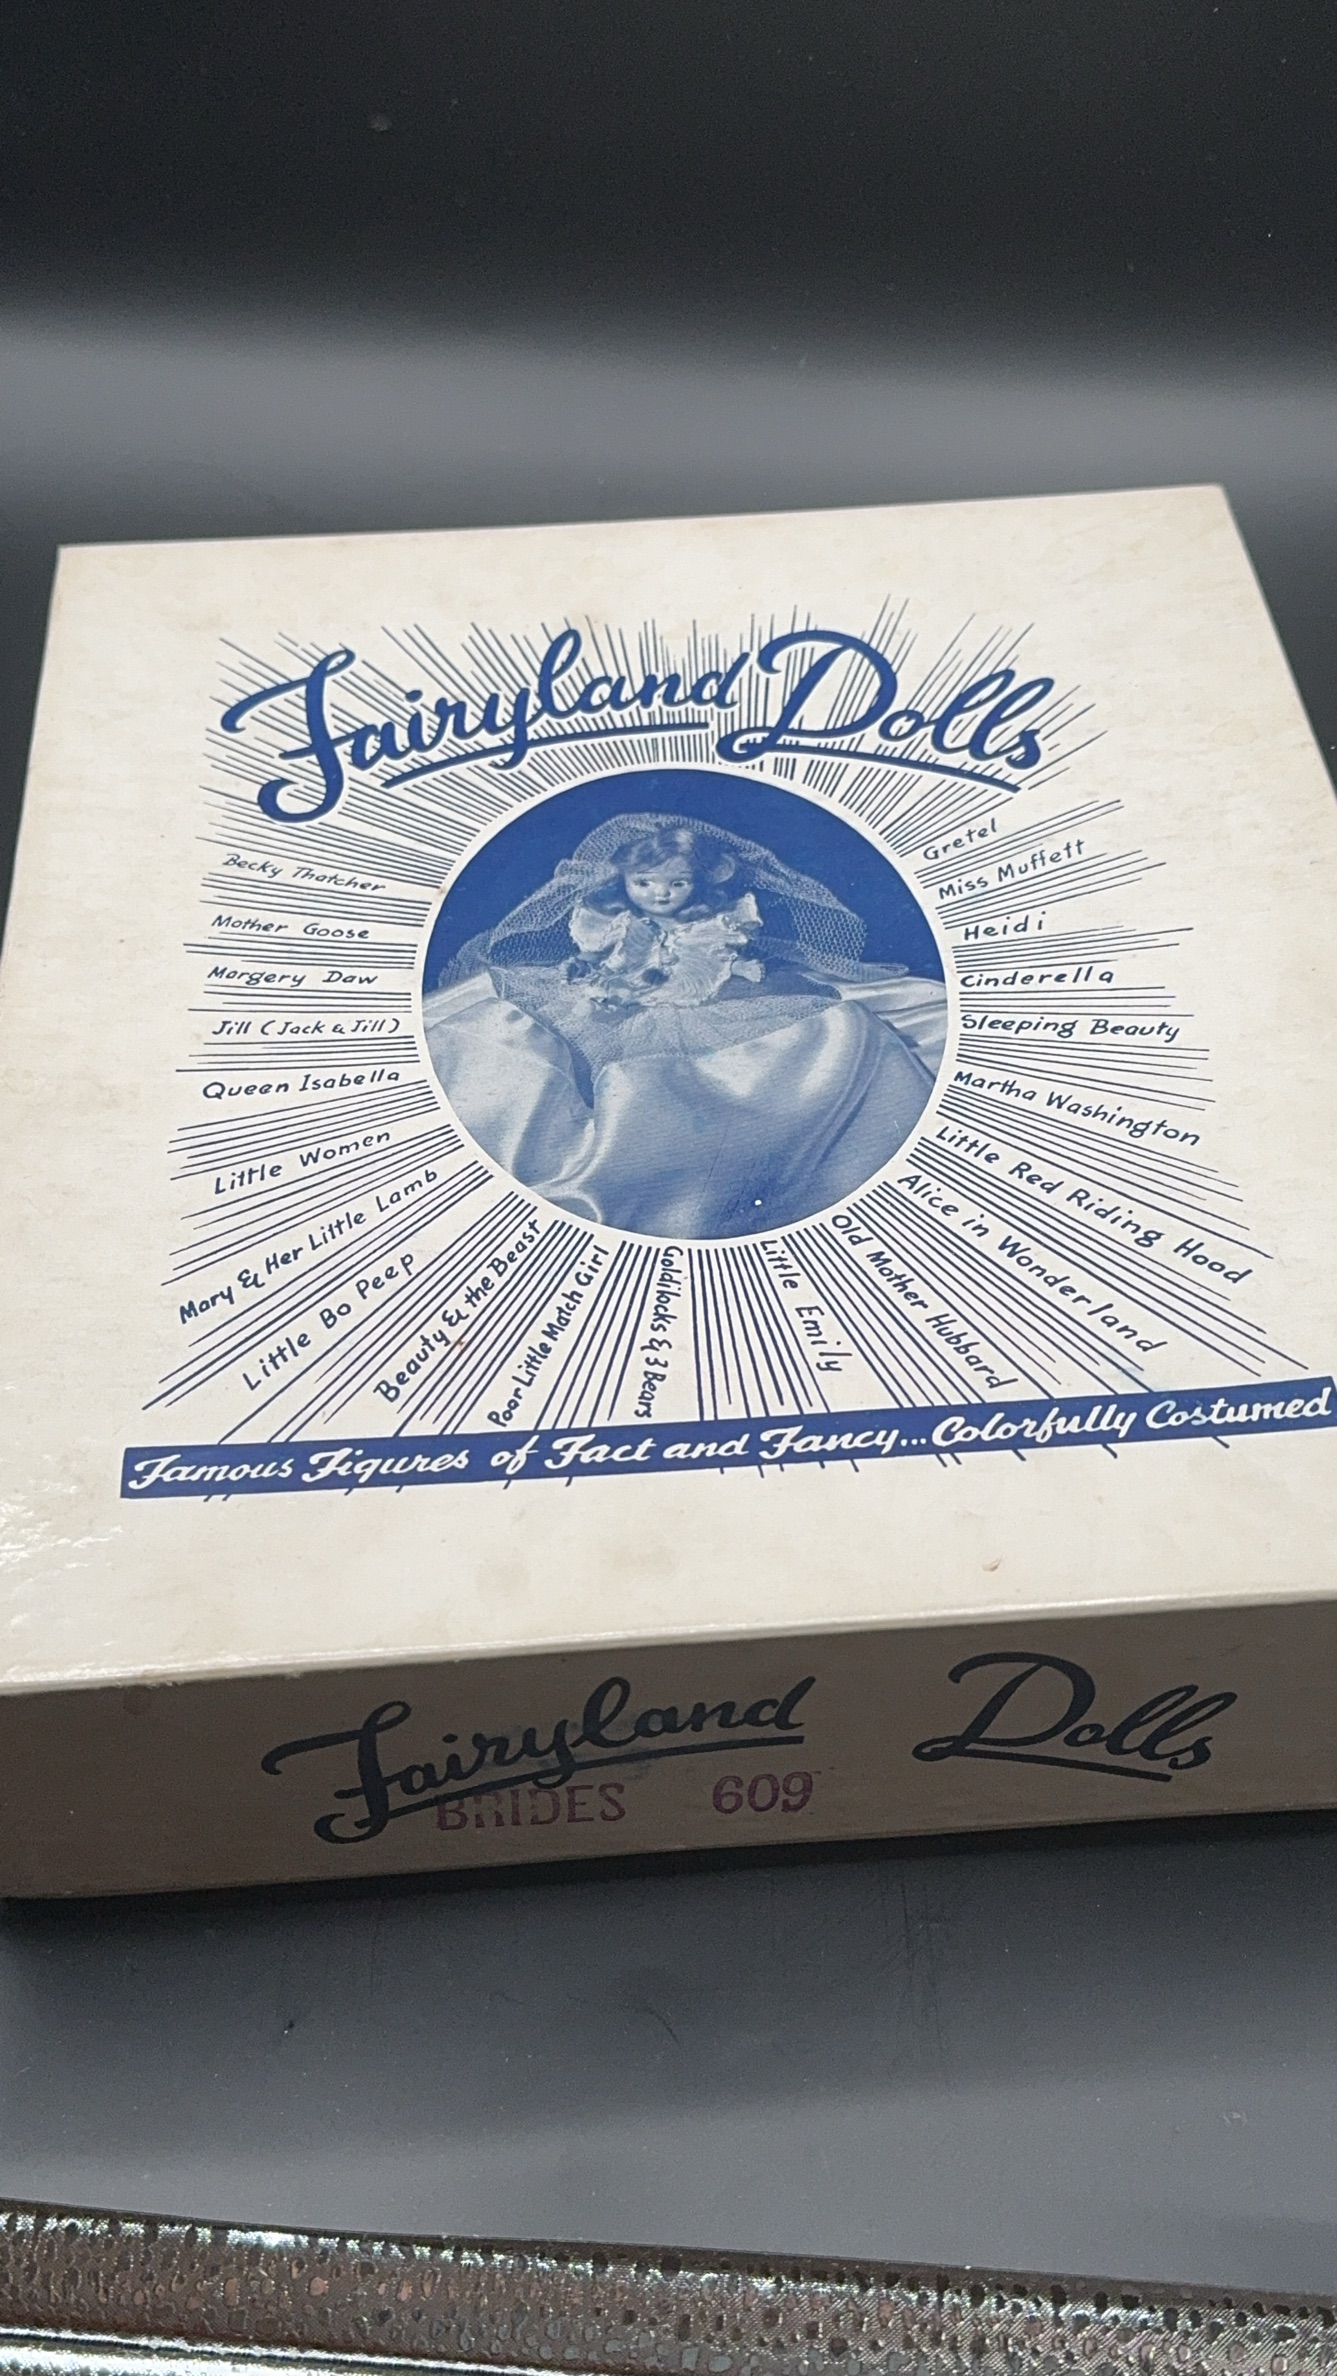 Fairyland Dolls
Becky Thatcher
Mother Goose
Margery Daw
Jill (Jack & Jill)
Queen Isabella
Little Women
Mary & Her Little Lamb
Little Bo Peep
Beauty & the Beast
Poor Little Match Girl
Goldilocks & 3 Bears
Little Emily
Old Mother Hubbard
Alice in Wonderland
Little Red Riding Hood
Martha Washington
Sleeping Beauty
Cinderella
Heidi
Miss Muffett
Gretel
Famous Figures of Fact and Fancy...Colorfully Costumed
Fairyland Dolls
BRIDES 609